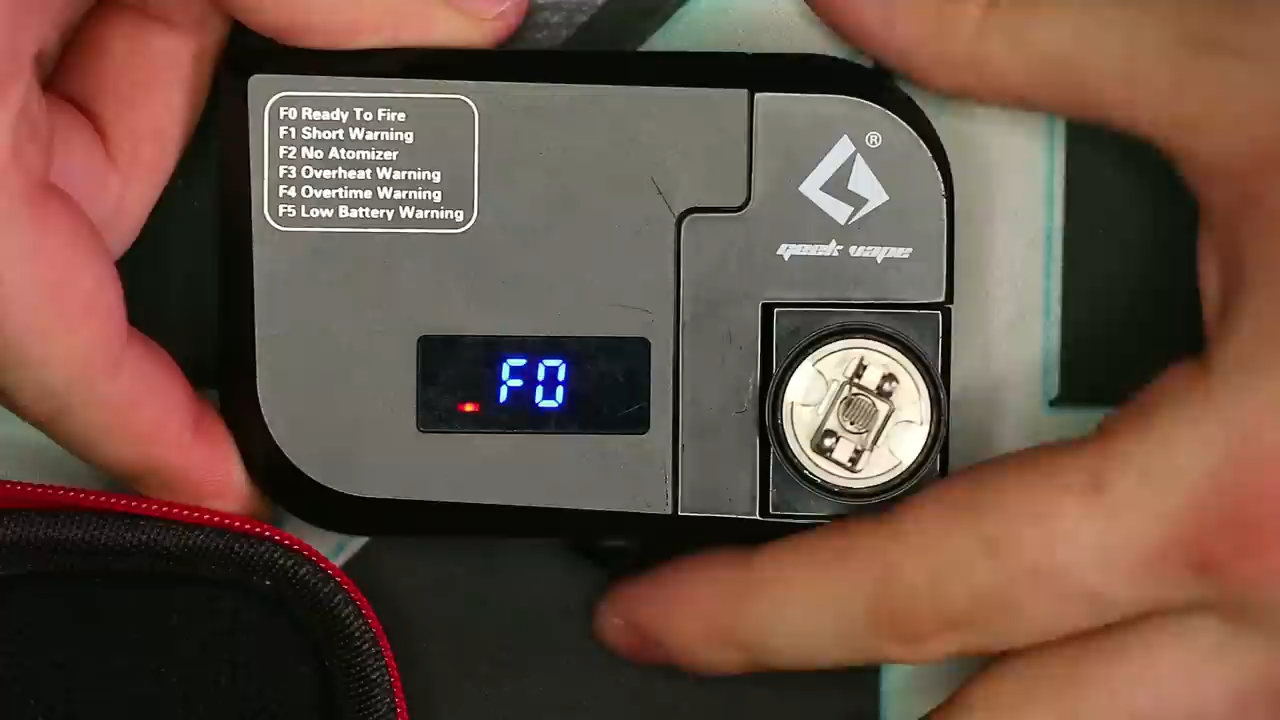 F0 Ready To Fire
F1 Short Warning
F2 No Atomizer
F3 Overheat Warning
F4 Overtime Warning
F5 Low Battery Warning
®
geek vape
F0